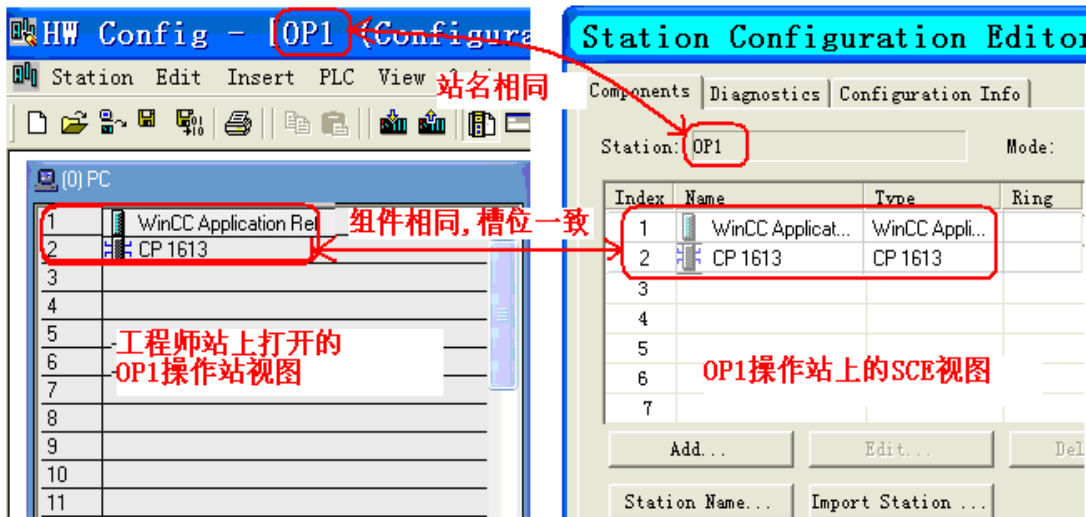 HW Config - [OP1 (Configura
Station Edit Insert PLC View
站名相同
(0) PC
1 WinCC Application Rel
2 CP 1613
3
4
5
6
7
8
9
10
11
组件相同,槽位一致
工程师站上打开的
OP1操作站视图
Station Configuration Editor
Components Diagnostics Configuration Info
Station: OP1 Mode:
Index Name Type Ring
1 WinCC Applicat... WinCC Appli...
2 CP 1613 CP 1613
3
4
5
6
7
OP1操作站上的SCE视图
Add... Edit... Del
Station Name... Import Station ...